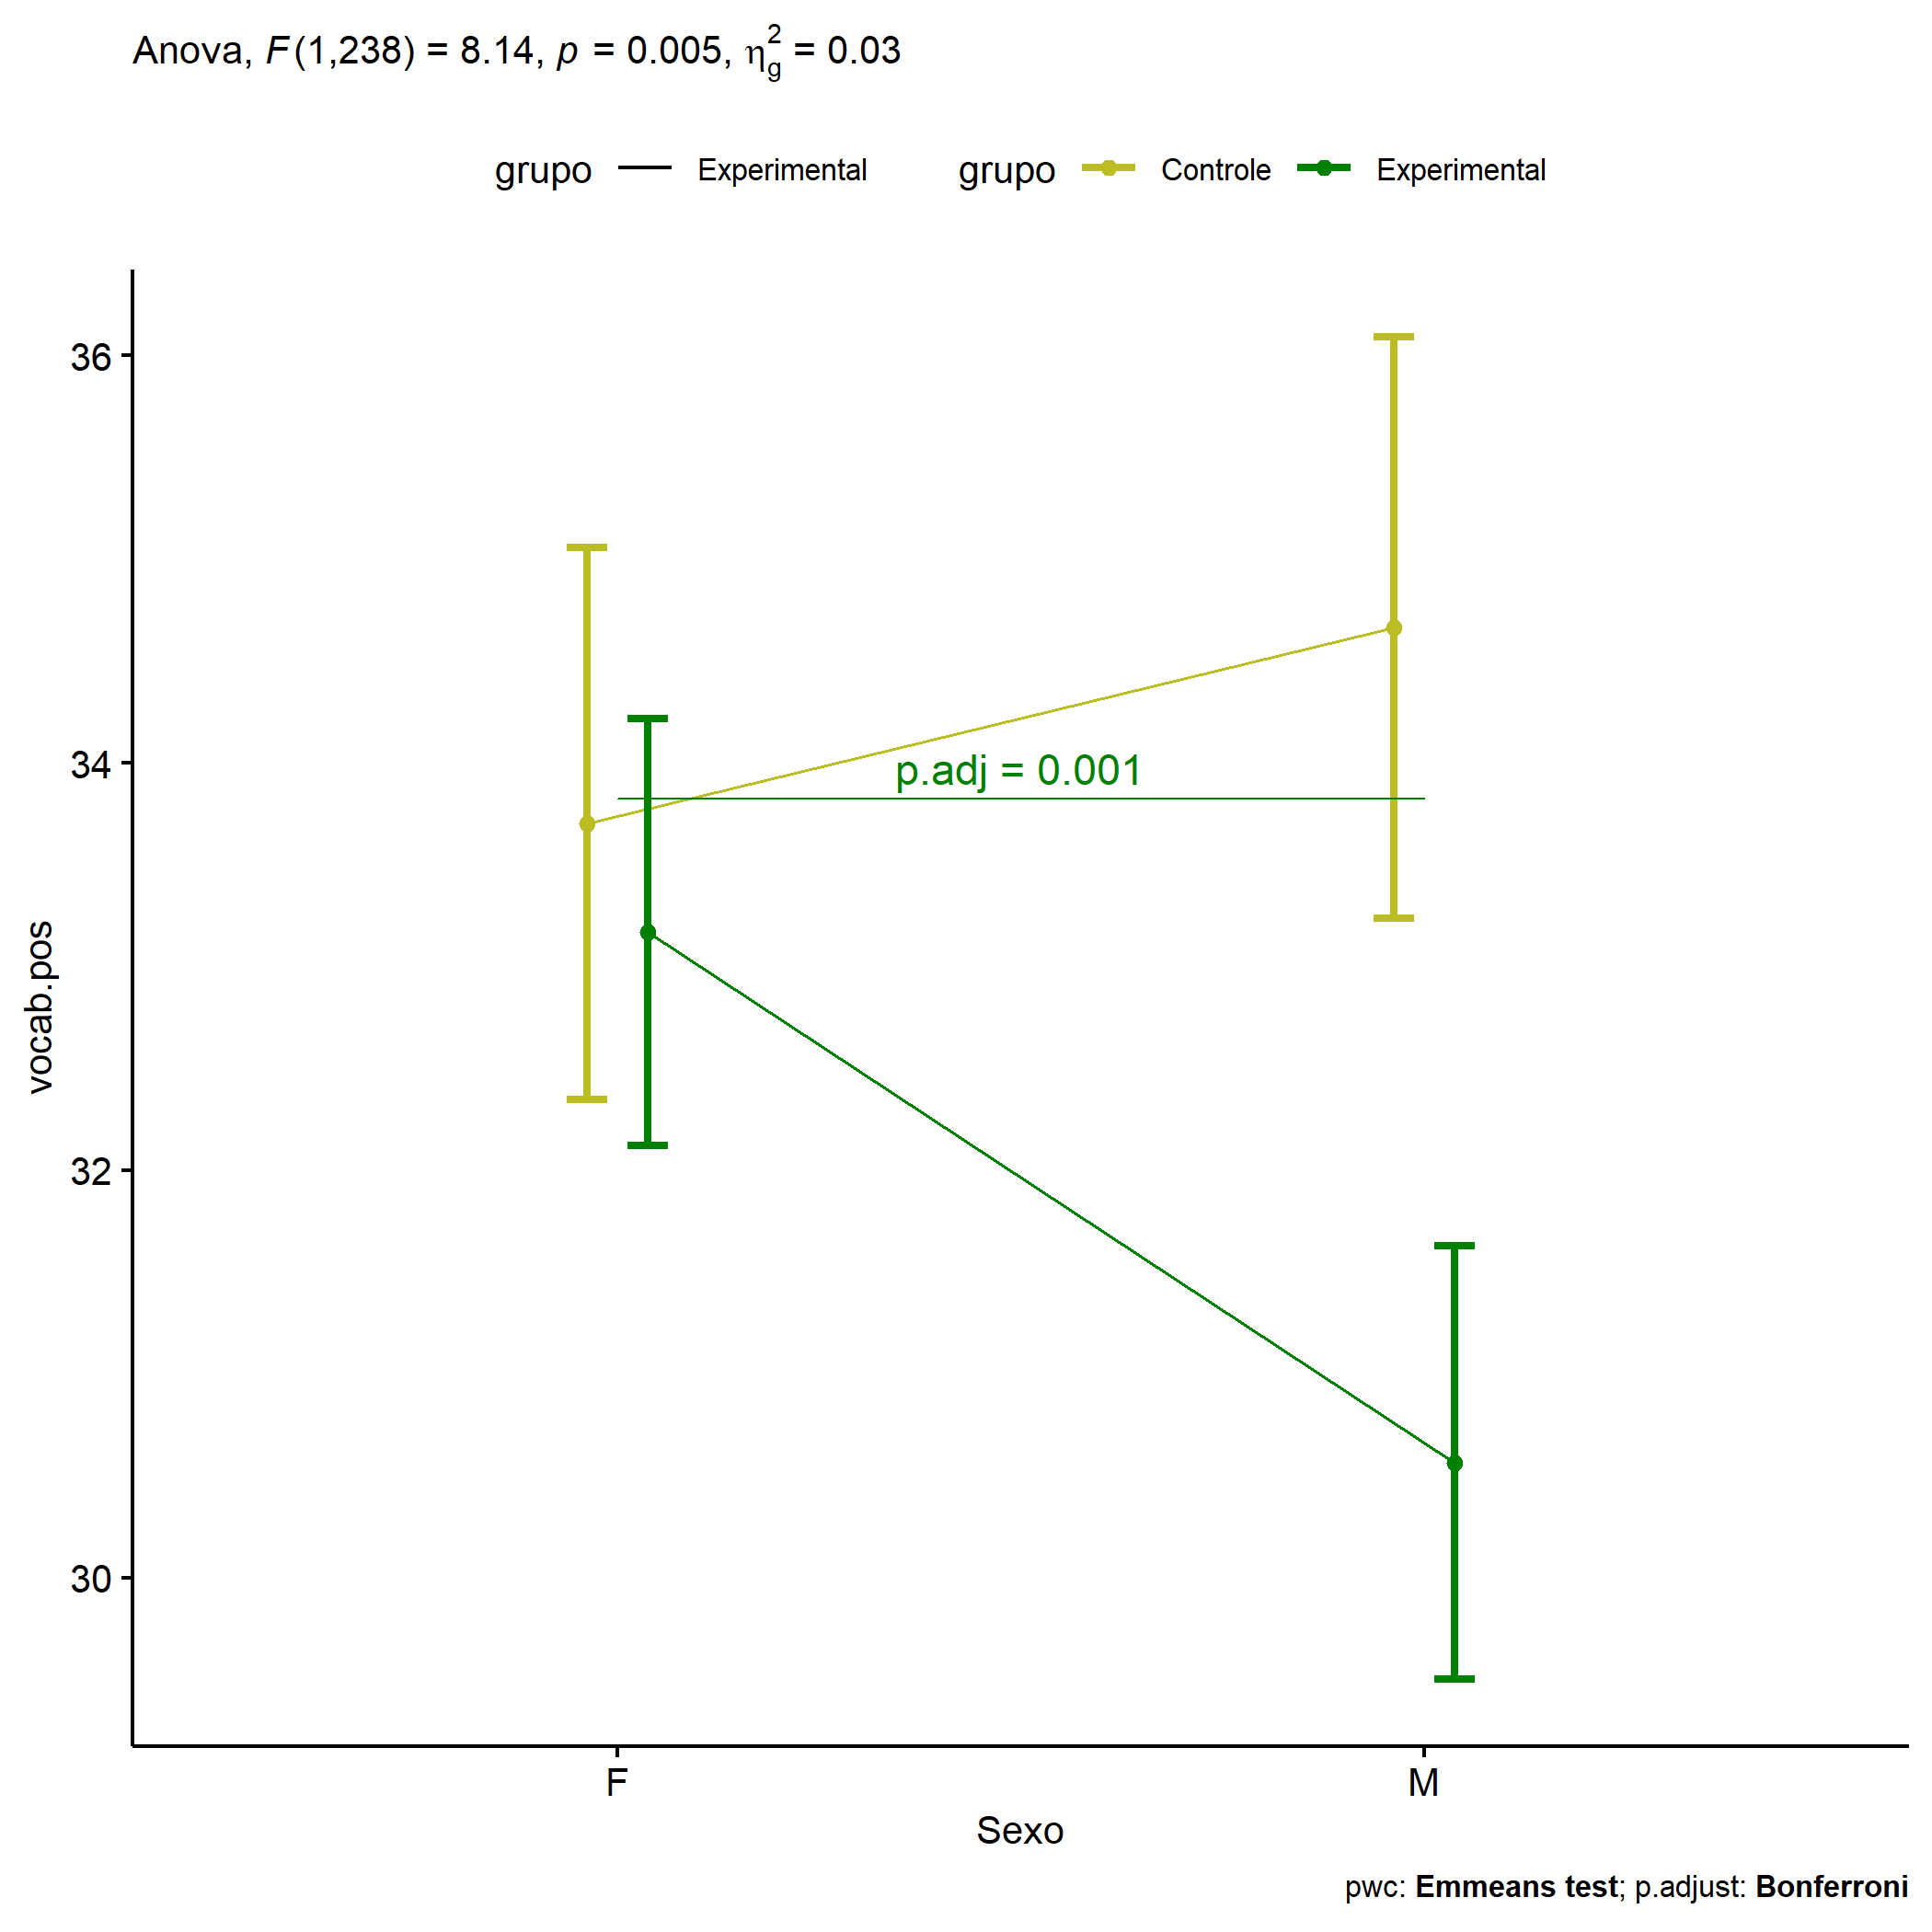 Anova, F(1,238) = 8.14, p = 0.005, η²g = 0.03
grupo Experimental grupo Controle Experimental
36
34
32
30
vocab.pos
p.adj = 0.001
F M
Sexo
pwc: Emmeans test; p.adjust: Bonferroni